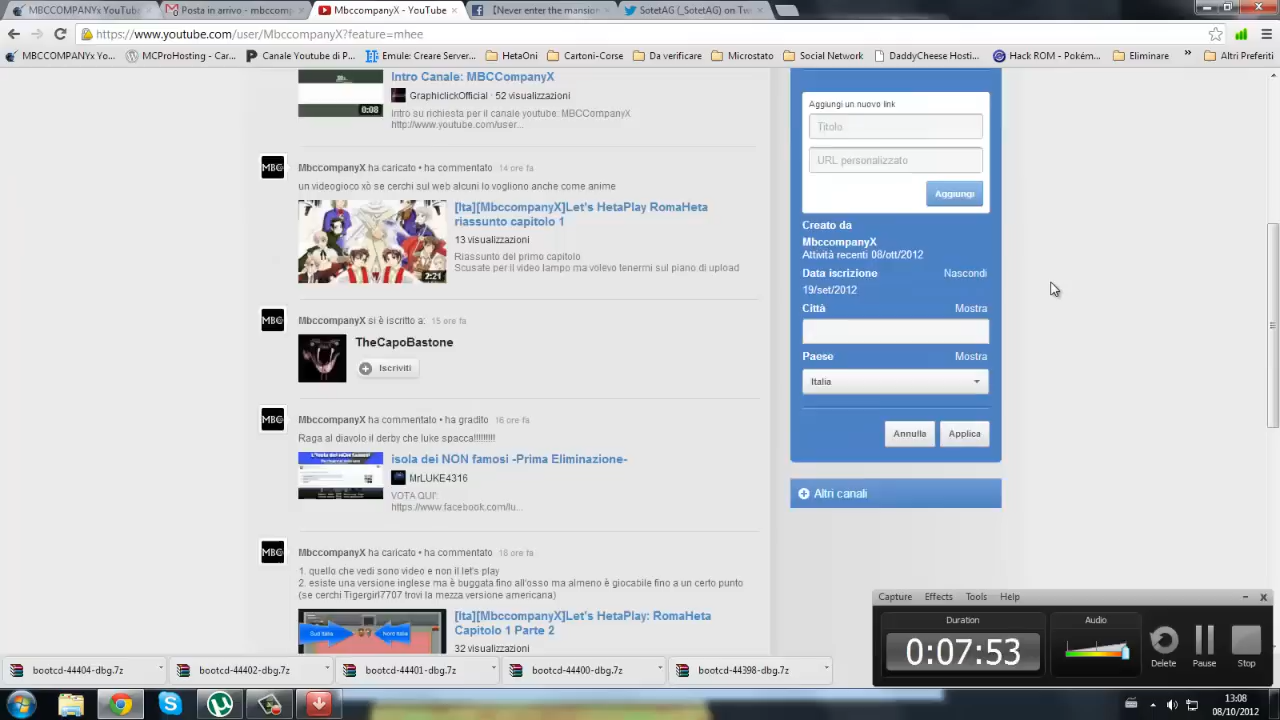 MBCCOMPANYx YouTube
Posta in arrivo - mbccomp
MbccompanyX - YouTube
[Never enter the mansion
SotetAG (_SotetAG) on Tw
https://www.youtube.com/user/MbccompanyX?feature=mhee
MBCCOMPANYx Yo...
MCProHosting - Car...
Canale Youtube di P...
Emule: Creare Server...
HetaOni
Cartoni-Corse
Da verificare
Microstato
Social Network
DaddyCheese Hostin...
Hack ROM - Pokém...
Eliminare
»
Altri Preferiti
Intro Canale: MBCCompanyX
GraphiclickOfficial · 52 visualizzazioni
Intro su richiesta per il canale youtube: MBCCompanyX
http://www.youtube.com/user...
0:08
MBC
MbccompanyX ha caricato • ha commentato 14 ore fa
un videogioco xò se cerchi sul web alcuni lo vogliono anche come anime
[Ita][MbccompanyX]Let's HetaPlay RomaHeta
riassunto capitolo 1
13 visualizzazioni
Riassunto del primo capitolo
Scusate per il video lampo ma volevo tenermi sul piano di upload
2:21
MBC
MbccompanyX si è iscritto a: 15 ore fa
TheCapoBastone
Iscriviti
MBC
MbccompanyX ha commentato • ha gradito 16 ore fa
Raga al diavolo il derby che luke spacca!!!!!!!!!
isola dei NON famosi -Prima Eliminazione-
MrLUKE4316
VOTA QUI':
https://www.facebook.com/lu...
MBC
MbccompanyX ha caricato • ha commentato 18 ore fa
1. quello che vedi sono video e non il let's play
2. esiste una versione inglese ma è buggata fino all'osso ma almeno è giocabile fino a un certo punto
(se cerchi Tigergirl7707 trovi la mezza versione americana)
[Ita][MbccompanyX]Let's HetaPlay: RomaHeta
Capitolo 1 Parte 2
32 visualizzazioni
Sud Italia
Nord Italia
Aggiungi un nuovo link
Titolo
URL personalizzato
Aggiungi
Creato da
MbccompanyX
Attività recenti 08/ott/2012
Data iscrizione Nascondi
19/set/2012
Città Mostra
Paese Mostra
Italia
Annulla Applica
Altri canali
Capture Effects Tools Help
Duration
0:07:53
Audio
Delete Pause Stop
bootcd-44404-dbg.7z
bootcd-44402-dbg.7z
bootcd-44401-dbg.7z
bootcd-44400-dbg.7z
bootcd-44398-dbg.7z
13:08
08/10/2012